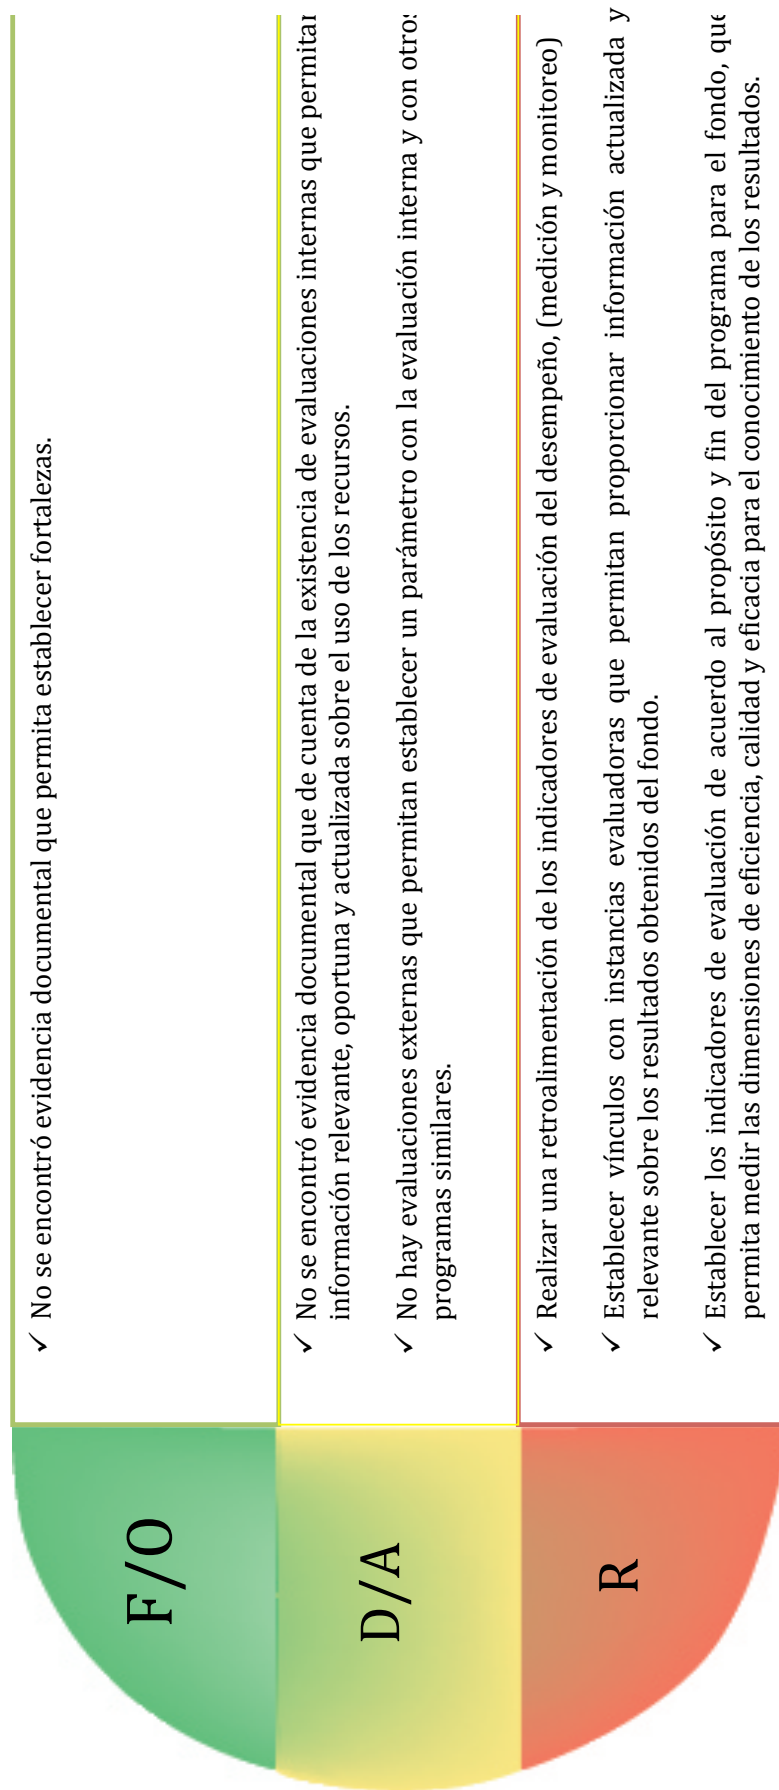 F/O
✓ No se encontró evidencia documental que permita establecer fortalezas.
D/A
✓ No se encontró evidencia documental que de cuenta de la existencia de evaluaciones internas que permitan
información relevante, oportuna y actualizada sobre el uso de los recursos.
✓ No hay evaluaciones externas que permitan establecer un parámetro con la evaluación interna y con otros
programas similares.
R
✓ Realizar una retroalimentación de los indicadores de evaluación del desempeño, (medición y monitoreo)
✓ Establecer vínculos con instancias evaluadoras que permitan proporcionar información actualizada y
relevante sobre los resultados obtenidos del fondo.
✓ Establecer los indicadores de evaluación de acuerdo al propósito y fin del programa para el fondo, que
permita medir las dimensiones de eficiencia, calidad y eficacia para el conocimiento de los resultados.